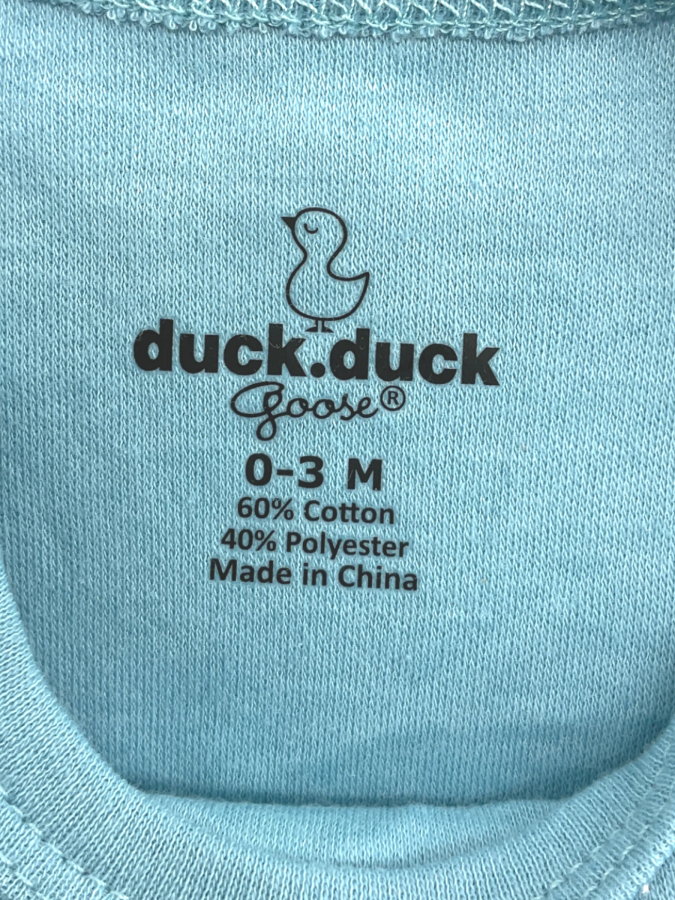 duck.duck
goose®
0-3 M
60% Cotton
40% Polyester
Made in China